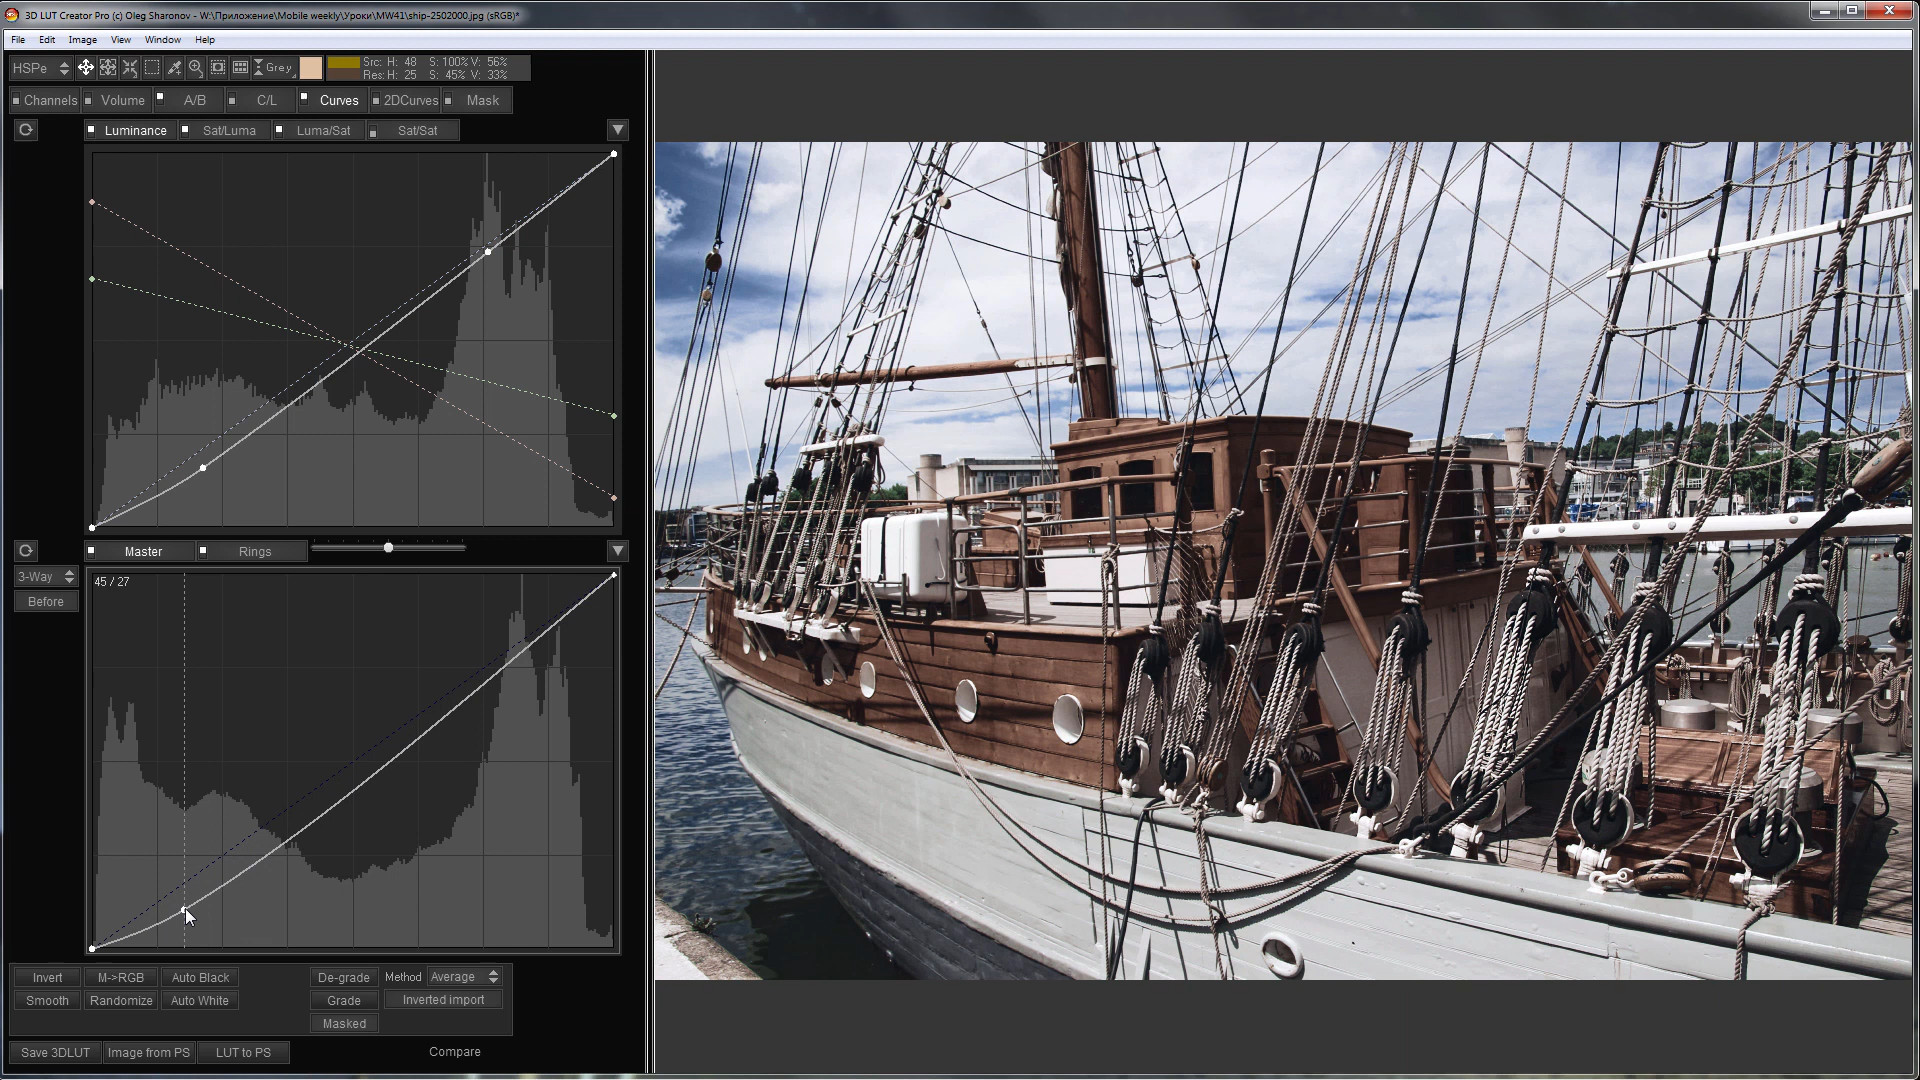 3D LUT Creator Pro (c) Oleg Sharonov - W:\Приложение\Mobile weekly\Уроки\MW41\ship-2502000.jpg (sRGB)*
File Edit Image View Window Help
HSPe Grey Src: H: 48 S: 100% V: 56%
Res: H: 25 S: 45% V: 33%
Channels Volume A/B C/L Curves 2DCurves Mask
Luminance Sat/Luma Luma/Sat Sat/Sat
Master Rings
3-Way
45 / 27
Before
Invert M->RGB Auto Black De-grade Method Average
Smooth Randomize Auto White Grade Inverted import
Masked
Save 3DLUT Image from PS LUT to PS Compare